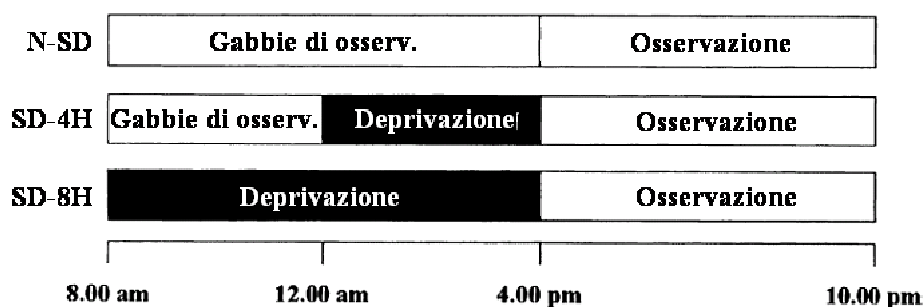 N-SD Gabbie di osserv. Osservazione
SD-4H Gabbie di osserv. Deprivazione Osservazione
SD-8H Deprivazione Osservazione
8.00 am 12.00 am 4.00 pm 10.00 pm